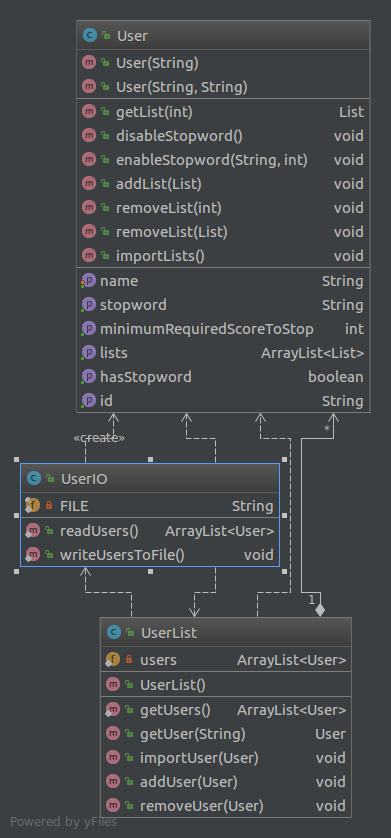 User
User(String)
User(String, String)
getList(int) List
disableStopword() void
enableStopword(String, int) void
addList(List) void
removeList(int) void
removeList(List) void
importLists() void
name String
stopword String
minimumRequiredScoreToStop int
lists ArrayList<List>
hasStopword boolean
id String
«create» *
UserIO
FILE String
readUsers() ArrayList<User>
writeUsersToFile() void
1
UserList
users ArrayList<User>
UserList()
getUsers() ArrayList<User>
getUser(String) User
importUser(User) void
addUser(User) void
removeUser(User) void
Powered by yFiles